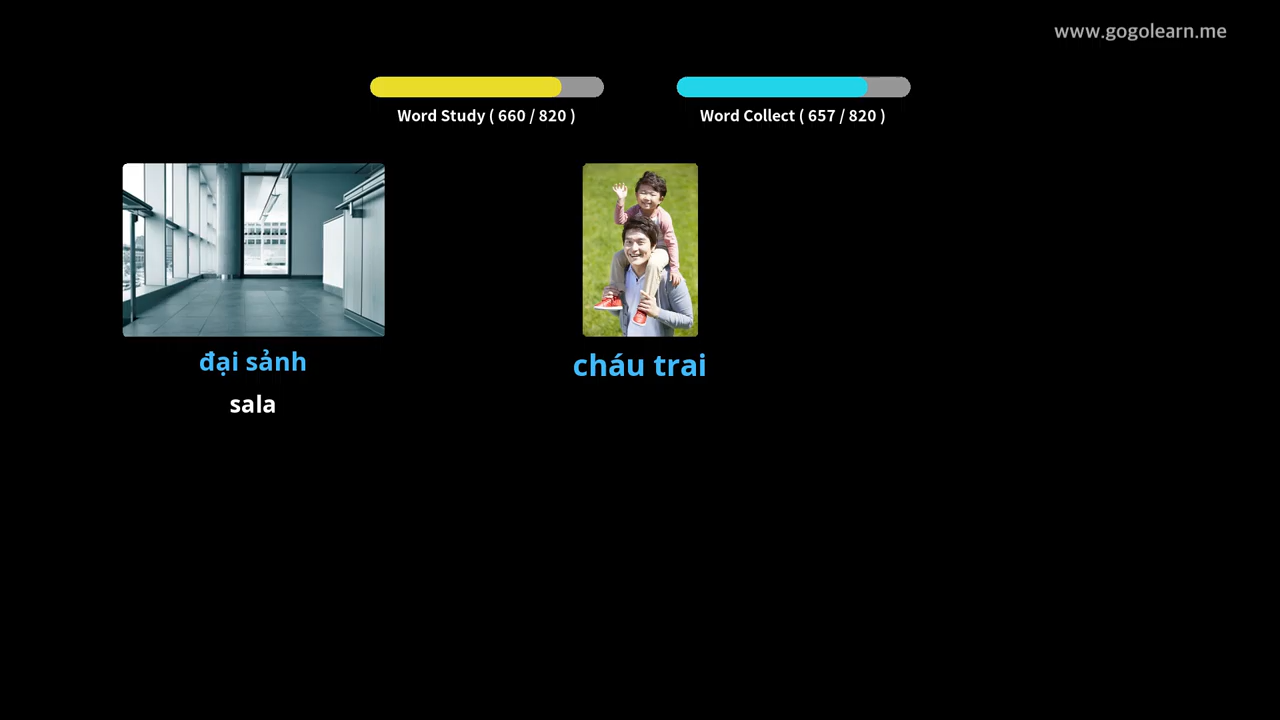 www.gogolearn.me
Word Study ( 660 / 820 )
Word Collect ( 657 / 820 )
đại sảnh
sala
cháu trai